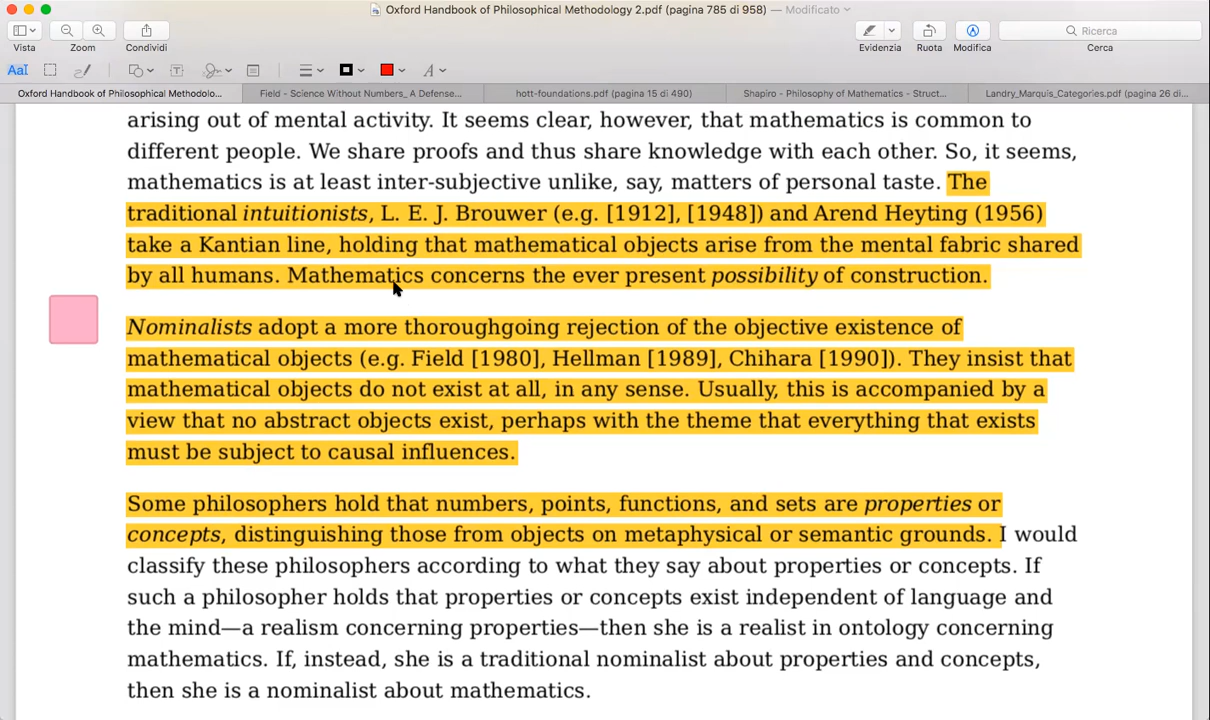 Oxford Handbook of Philosophical Methodology 2.pdf (pagina 785 di 958) — Modificato
Vista
Zoom
Condividi
Evidenzia
Ruota
Modifica
Ricerca
Cerca
AaI
T
A
Oxford Handbook of Philosophical Methodolo...
Field - Science Without Numbers_ A Defense...
hott-foundations.pdf (pagina 15 di 490)
Shapiro - Philosophy of Mathematics - Struct...
Landry_Marquis_Categories.pdf (pagina 26 di...
arising out of mental activity. It seems clear, however, that mathematics is common to
different people. We share proofs and thus share knowledge with each other. So, it seems,
mathematics is at least inter-subjective unlike, say, matters of personal taste. The
traditional intuitionists, L. E. J. Brouwer (e.g. [1912], [1948]) and Arend Heyting (1956)
take a Kantian line, holding that mathematical objects arise from the mental fabric shared
by all humans. Mathematics concerns the ever present possibility of construction.
Nominalists adopt a more thoroughgoing rejection of the objective existence of
mathematical objects (e.g. Field [1980], Hellman [1989], Chihara [1990]). They insist that
mathematical objects do not exist at all, in any sense. Usually, this is accompanied by a
view that no abstract objects exist, perhaps with the theme that everything that exists
must be subject to causal influences.
Some philosophers hold that numbers, points, functions, and sets are properties or
concepts, distinguishing those from objects on metaphysical or semantic grounds. I would
classify these philosophers according to what they say about properties or concepts. If
such a philosopher holds that properties or concepts exist independent of language and
the mind—a realism concerning properties—then she is a realist in ontology concerning
mathematics. If, instead, she is a traditional nominalist about properties and concepts,
then she is a nominalist about mathematics.